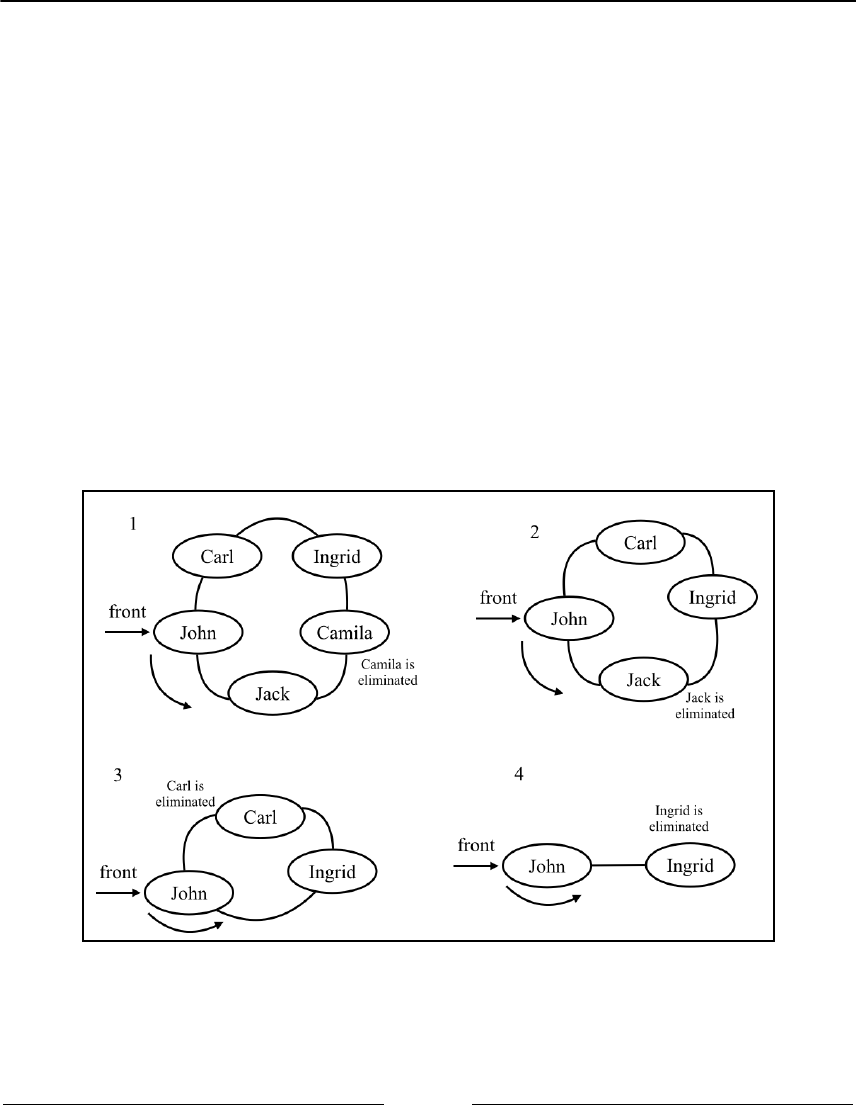 1
Carl
Ingrid
front
John
Camila
Camila is
eliminated
Jack
2
Carl
Ingrid
front
John
Jack
Jack is
eliminated
3
Carl is
eliminated
Carl
front
Ingrid
John
4
Ingrid is
eliminated
front
John
Ingrid